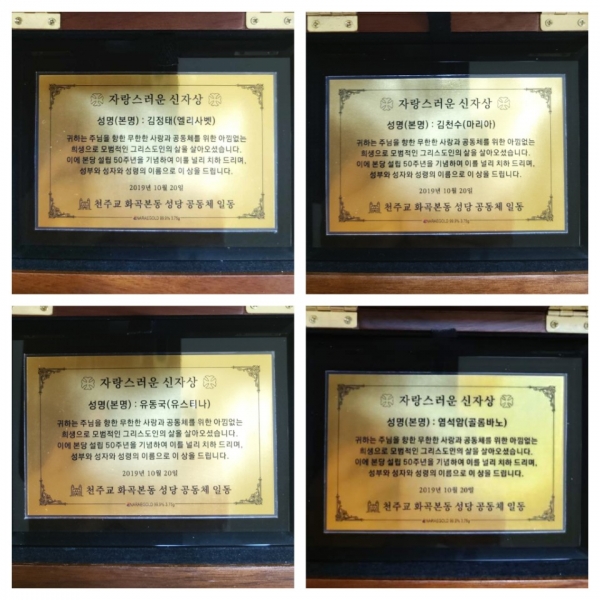 자랑스러운 신자상
성명(본명) : 김정태(엘리사벳)
귀하는 주님을 향한 무한한 사랑과 공동체를 위한 아낌없는
희생으로 모범적인 그리스도인의 삶을 살아오셨습니다.
이에 본당 설립 50주년을 기념하여 이를 널리 치하 드리며,
성부와 성자와 성령의 이름으로 이 상을 드립니다.
2019년 10월 20일
천주교 화곡본동 성당 공동체 일동
자랑스러운 신자상
성명(본명) : 김천수(마리아)
귀하는 주님을 향한 무한한 사랑과 공동체를 위한 아낌없는
희생으로 모범적인 그리스도인의 삶을 살아오셨습니다.
이에 본당 설립 50주년을 기념하여 이를 널리 치하 드리며,
성부와 성자와 성령의 이름으로 이 상을 드립니다.
2019년 10월 20일
천주교 화곡본동 성당 공동체 일동
자랑스러운 신자상
성명(본명) : 유동국(유스티나)
귀하는 주님을 향한 무한한 사랑과 공동체를 위한 아낌없는
희생으로 모범적인 그리스도인의 삶을 살아오셨습니다.
이에 본당 설립 50주년을 기념하여 이를 널리 치하 드리며,
성부와 성자와 성령의 이름으로 이 상을 드립니다.
2019년 10월 20일
천주교 화곡본동 성당 공동체 일동
자랑스러운 신자상
성명(본명) : 염석암(골롬바노)
귀하는 주님을 향한 무한한 사랑과 공동체를 위한 아낌없는
희생으로 모범적인 그리스도인의 삶을 살아오셨습니다.
이에 본당 설립 50주년을 기념하여 이를 널리 치하 드리며,
성부와 성자와 성령의 이름으로 이 상을 드립니다.
2019년 10월 20일
천주교 화곡본동 성당 공동체 일동